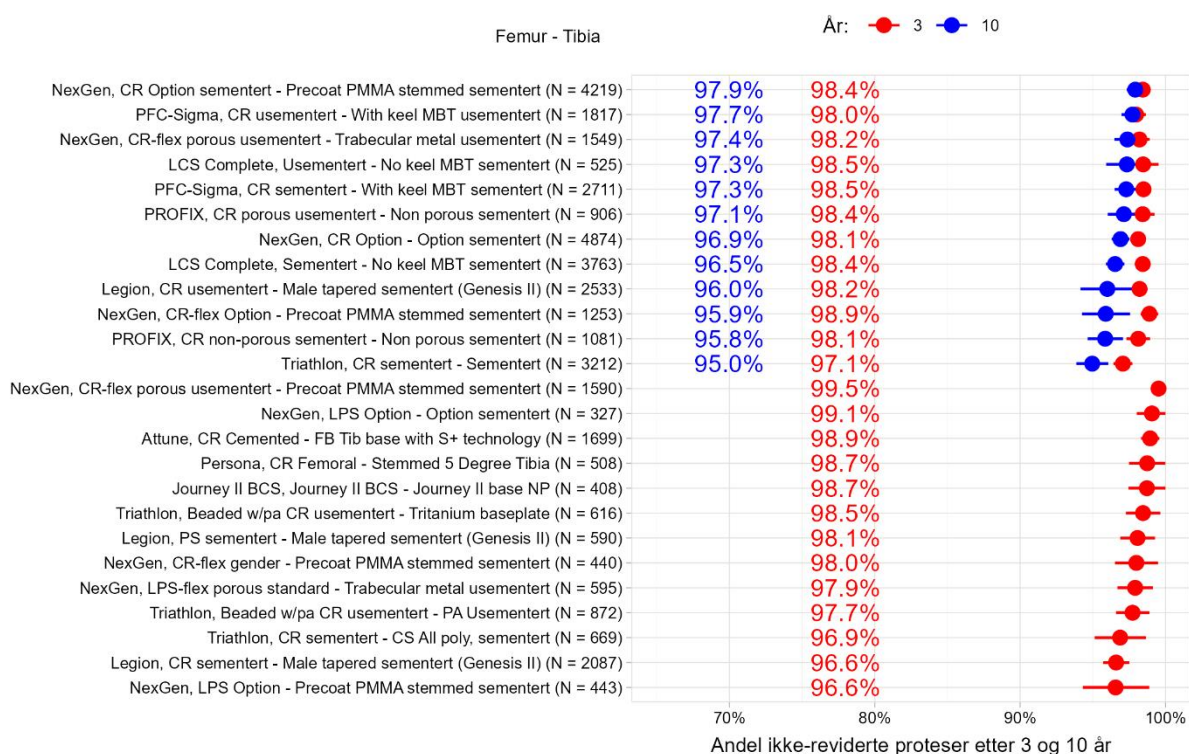 Femur - Tibia
År: 3 10
NexGen, CR Option sementert - Precoat PMMA stemmed sementert (N = 4219) 97.9% 98.4%
PFC-Sigma, CR usementert - With keel MBT usementert (N = 1817) 97.7% 98.0%
NexGen, CR-flex porous usementert - Trabecular metal usementert (N = 1549) 97.4% 98.2%
LCS Complete, Usementert - No keel MBT sementert (N = 525) 97.3% 98.5%
PFC-Sigma, CR sementert - With keel MBT sementert (N = 2711) 97.3% 98.5%
PROFIX, CR porous usementert - Non porous sementert (N = 906) 97.1% 98.4%
NexGen, CR Option - Option sementert (N = 4874) 96.9% 98.1%
LCS Complete, Sementert - No keel MBT sementert (N = 3763) 96.5% 98.4%
Legion, CR usementert - Male tapered sementert (Genesis II) (N = 2533) 96.0% 98.2%
NexGen, CR-flex Option - Precoat PMMA stemmed sementert (N = 1253) 95.9% 98.9%
PROFIX, CR non-porous sementert - Non porous sementert (N = 1081) 95.8% 98.1%
Triathlon, CR sementert - Sementert (N = 3212) 95.0% 97.1%
NexGen, CR-flex porous usementert - Precoat PMMA stemmed sementert (N = 1590) 99.5%
NexGen, LPS Option - Option sementert (N = 327) 99.1%
Attune, CR Cemented - FB Tib base with S+ technology (N = 1699) 98.9%
Persona, CR Femoral - Stemmed 5 Degree Tibia (N = 508) 98.7%
Journey II BCS, Journey II BCS - Journey II base NP (N = 408) 98.7%
Triathlon, Beaded w/pa CR usementert - Tritanium baseplate (N = 616) 98.5%
Legion, PS sementert - Male tapered sementert (Genesis II) (N = 590) 98.1%
NexGen, CR-flex gender - Precoat PMMA stemmed sementert (N = 440) 98.0%
NexGen, LPS-flex porous standard - Trabecular metal usementert (N = 595) 97.9%
Triathlon, Beaded w/pa CR usementert - PA Usementert (N = 872) 97.7%
Triathlon, CR sementert - CS All poly, sementert (N = 669) 96.9%
Legion, CR sementert - Male tapered sementert (Genesis II) (N = 2087) 96.6%
NexGen, LPS Option - Precoat PMMA stemmed sementert (N = 443) 96.6%
70% 80% 90% 100%
Andel ikke-reviderte proteser etter 3 og 10 år